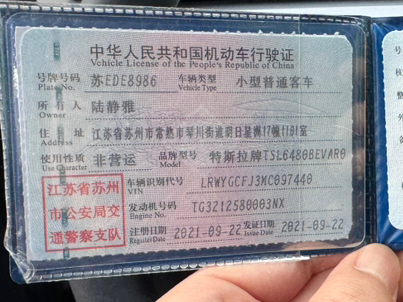 中华人民共和国机动车行驶证
Vehicle License of the People's Republic of China
号牌号码 苏EDE8986 车辆类型 小型普通客车
Plate No. Vehicle Type
所有人 陆静雅
Owner
住址 江苏省苏州市常熟市琴川街道明日星洲17幢1101室
Address
使用性质 非营运 品牌型号 特斯拉牌TSL6480BEVAR0
Use Character Model
江苏省苏州
市公安局交
通警察支队
车辆识别代号 LRWYGCFJ3MC097440
VIN
发动机号码 TG3212580003NX
Engine No.
注册日期 2021-09-22 发证日期 2021-09-22
Register Date Issue Date